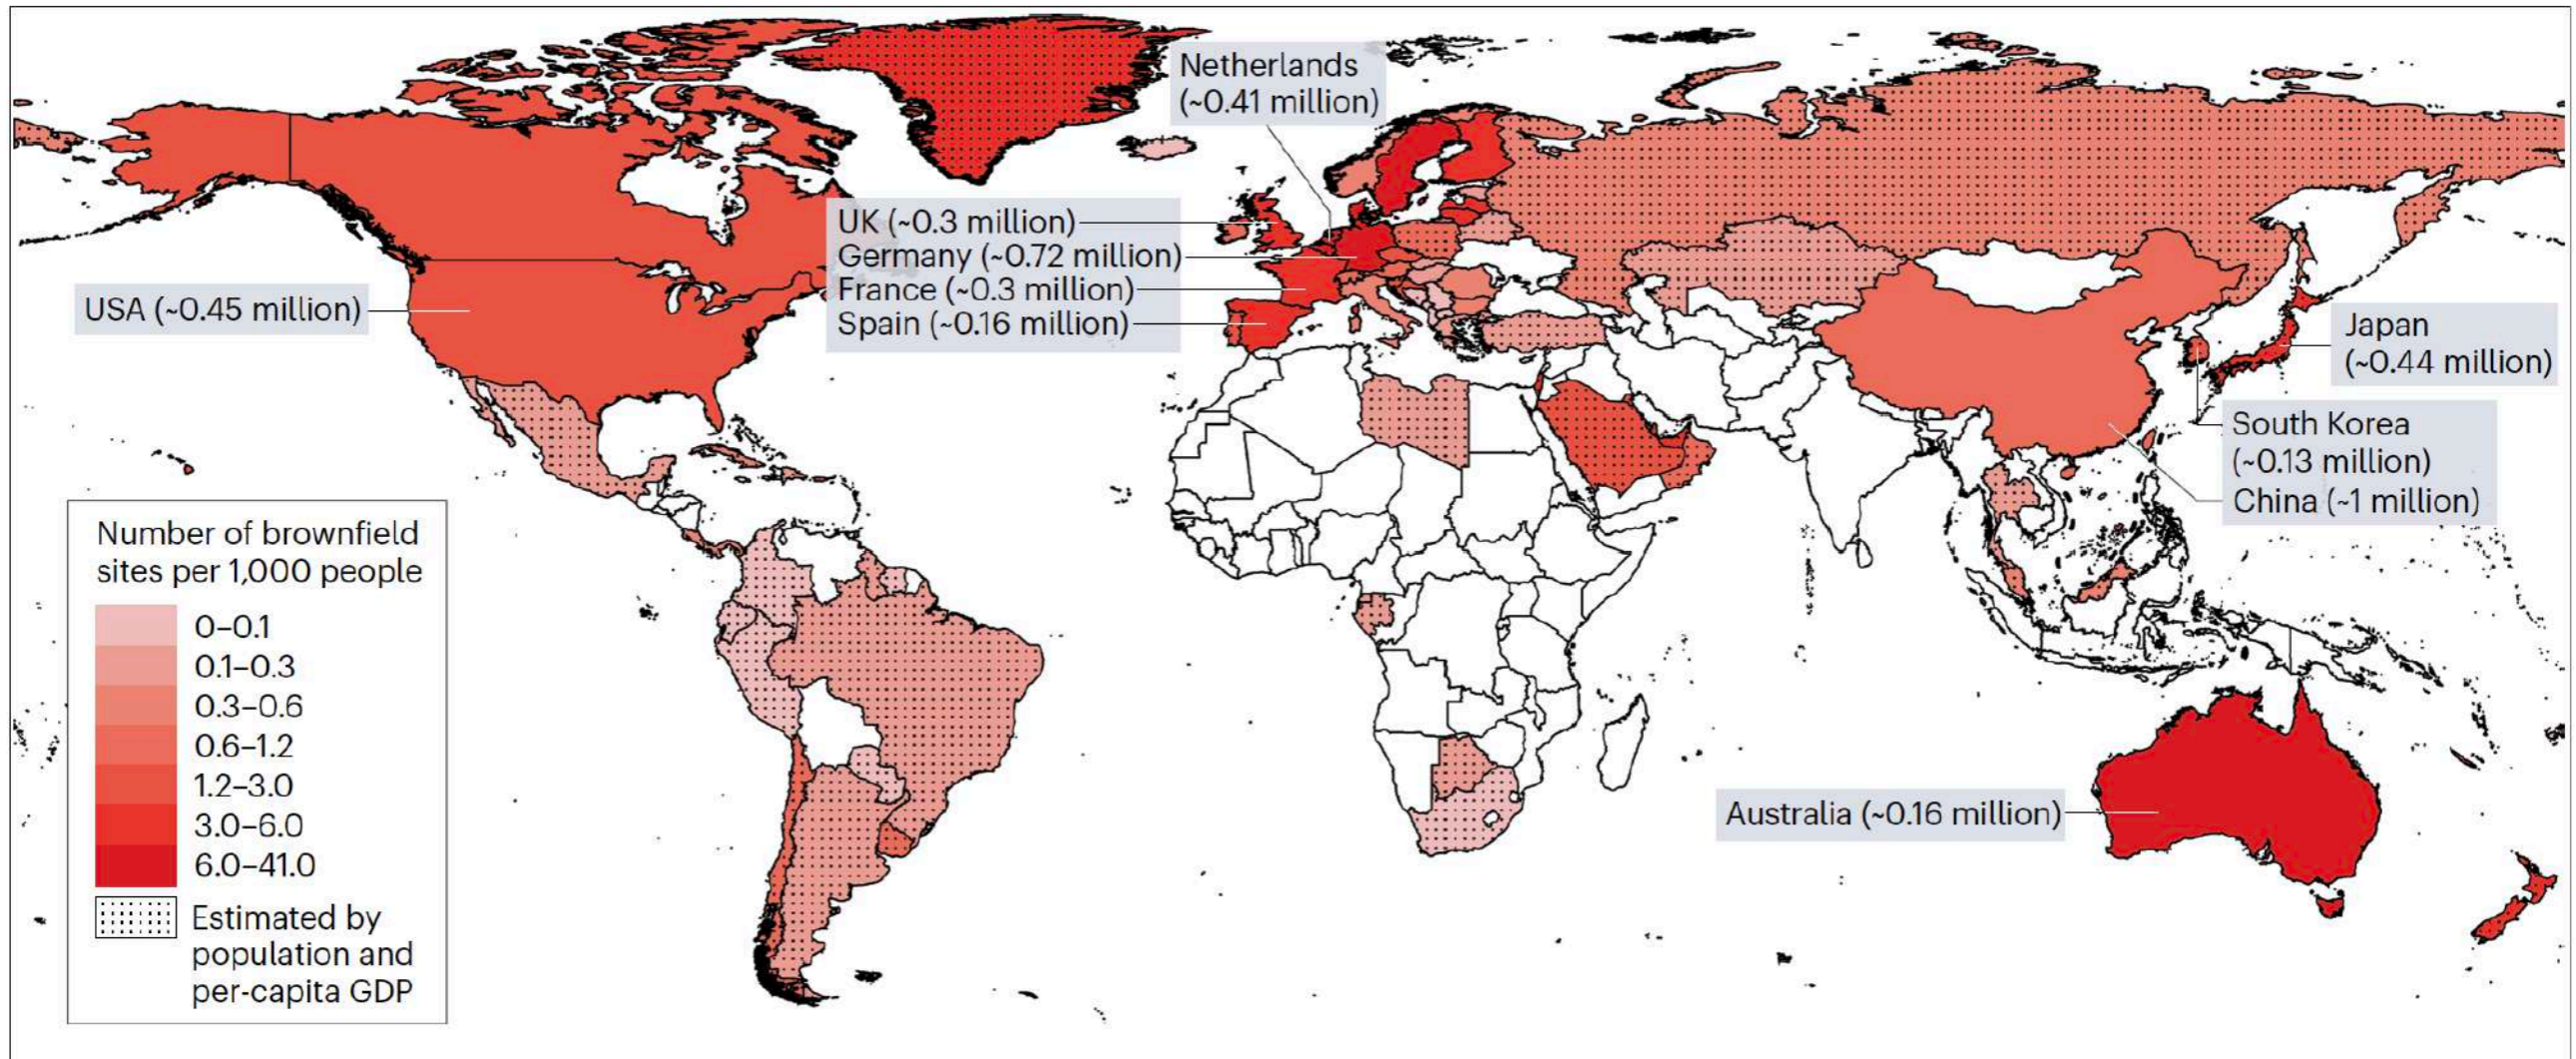 Netherlands
(~0.41 million)
UK (~0.3 million)
Germany (~0.72 million)
France (~0.3 million)
Spain (~0.16 million)
USA (~0.45 million)
Japan
(~0.44 million)
South Korea
(~0.13 million)
China (~1 million)
Australia (~0.16 million)
Number of brownfield
sites per 1,000 people
0–0.1
0.1–0.3
0.3–0.6
0.6–1.2
1.2–3.0
3.0–6.0
6.0–41.0
Estimated by
population and
per-capita GDP